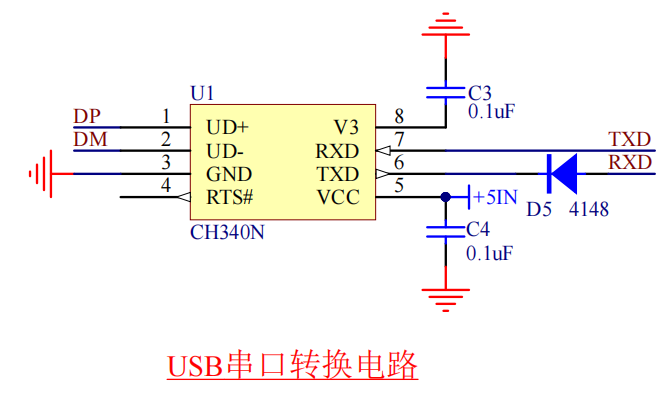 U1
C3
0.1uF
DP 1 UD+ V3 8
DM 2 UD- RXD 7 TXD
3 GND TXD 6 RXD
4 RTS# VCC 5 +5IN
D5 4148
CH340N
C4
0.1uF
USB串口转换电路